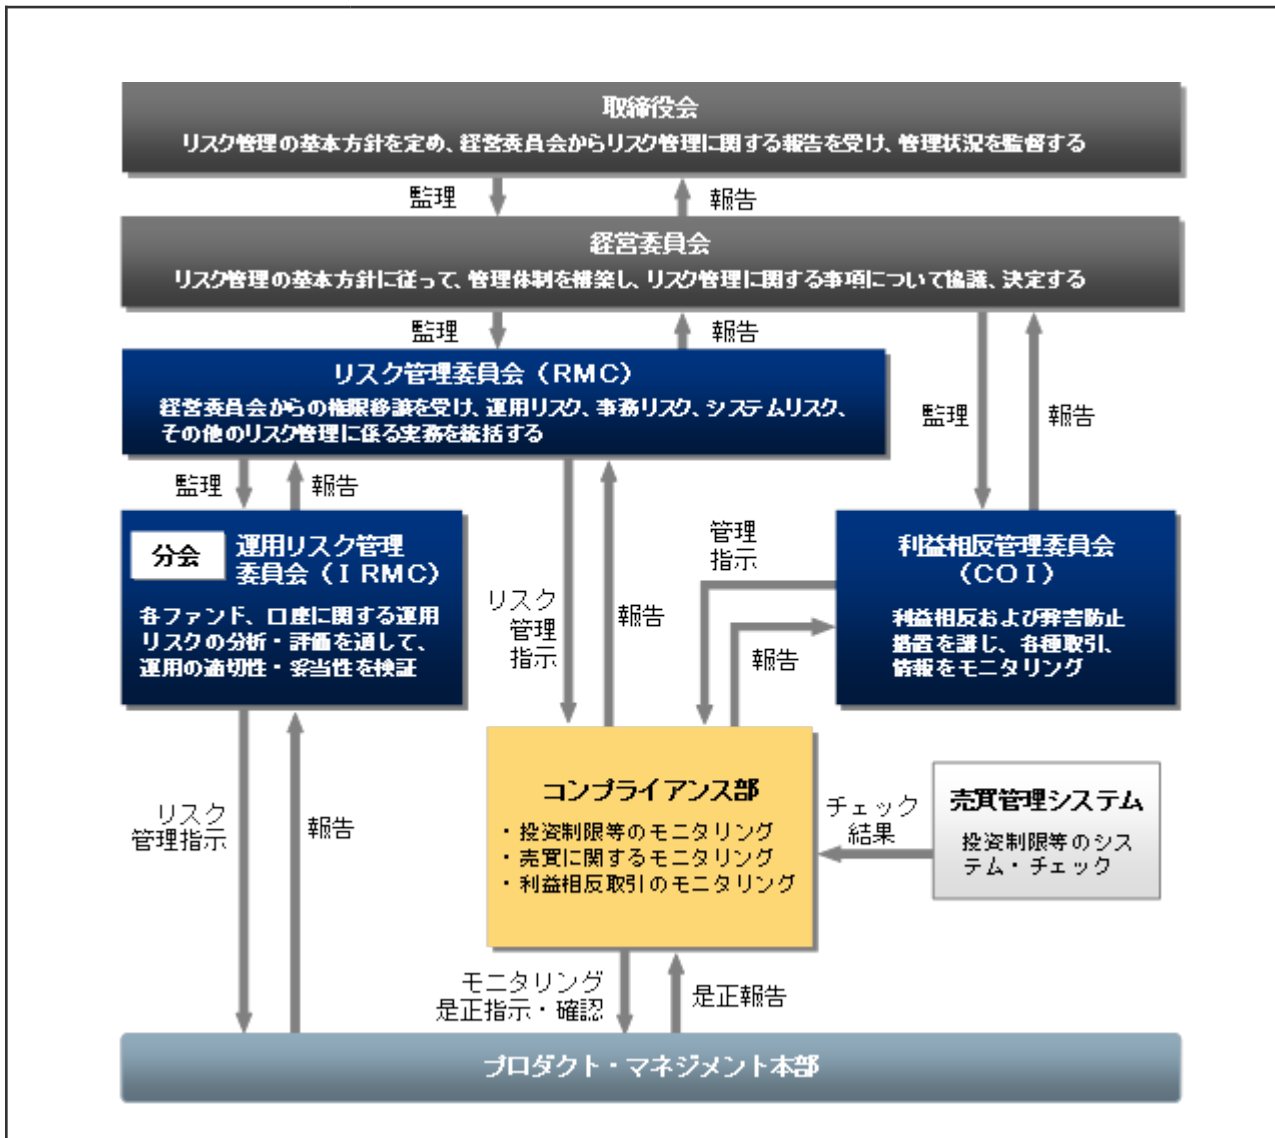 取締役会
リスク管理の基本方針を定め、経営委員会からリスク管理に関する報告を受け、管理状況を監督する
監理
報告
経営委員会
リスク管理の基本方針に従って、管理体制を構築し、リスク管理に関する事項について協議、決定する
監理
報告
リスク管理委員会（RMC）
経営委員会からの権限移譲を受け、運用リスク、事務リスク、システムリスク、
その他のリスク管理に係る実務を統括する
監理
報告
監理
報告
分会
運用リスク管理
委員会（IRMC）
各ファンド、口座に関する運用
リスクの分析・評価を通して、
運用の適切性・妥当性を検証
リスク
管理
指示
報告
管理
指示
報告
利益相反管理委員会
（COI）
利益相反および弊害防止
措置を講じ、各種取引、
情報をモニタリング
リスク
管理指示
報告
コンプライアンス部
・投資制限等のモニタリング
・売買に関するモニタリング
・利益相反取引のモニタリング
チェック
結果
売買管理システム
投資制限等のシス
テム・チェック
モニタリング
是正指示・確認
是正報告
プロダクト・マネジメント本部